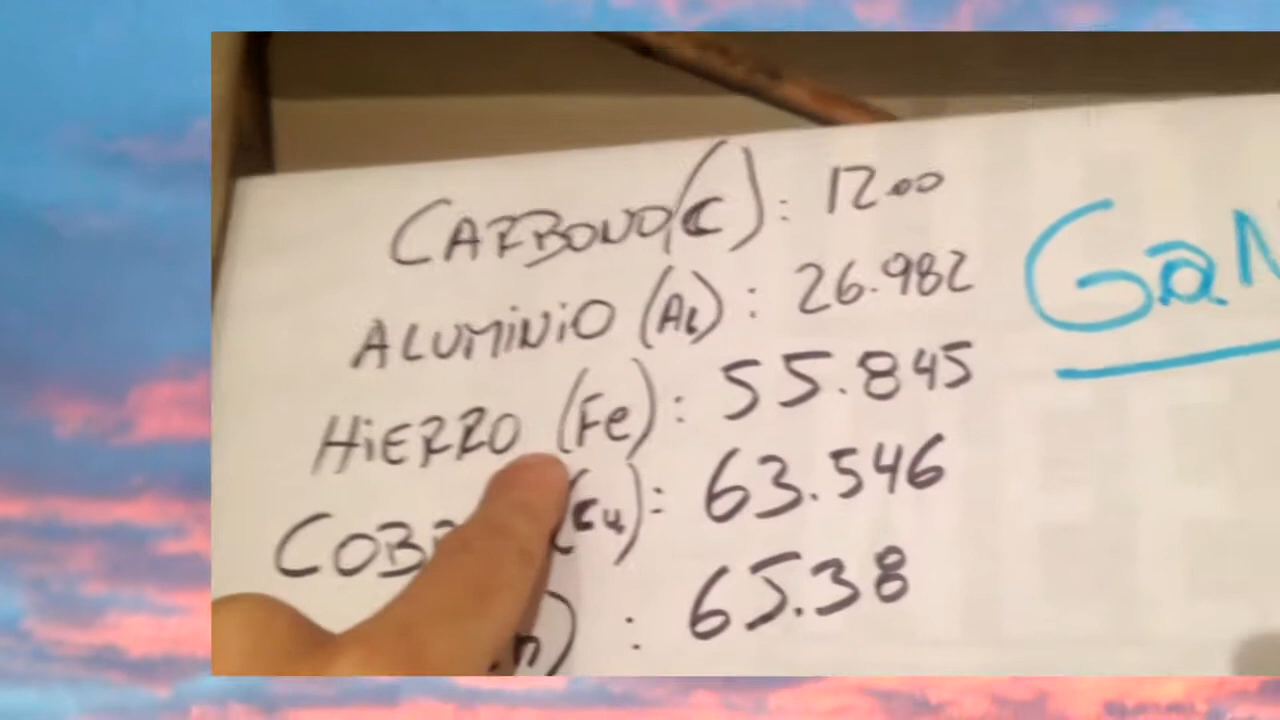 CARBONO(C): 12.00
ALUMINIO (AL): 26.982
HIERRO (Fe): 55.845
(Cu): 63.546
: 65.38